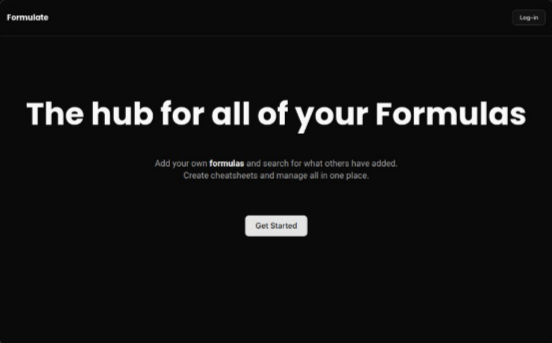 Formulate
Log-in
The hub for all of your Formulas
Add your own formulas and search for what others have added.
Create cheatsheets and manage all in one place.
Get Started